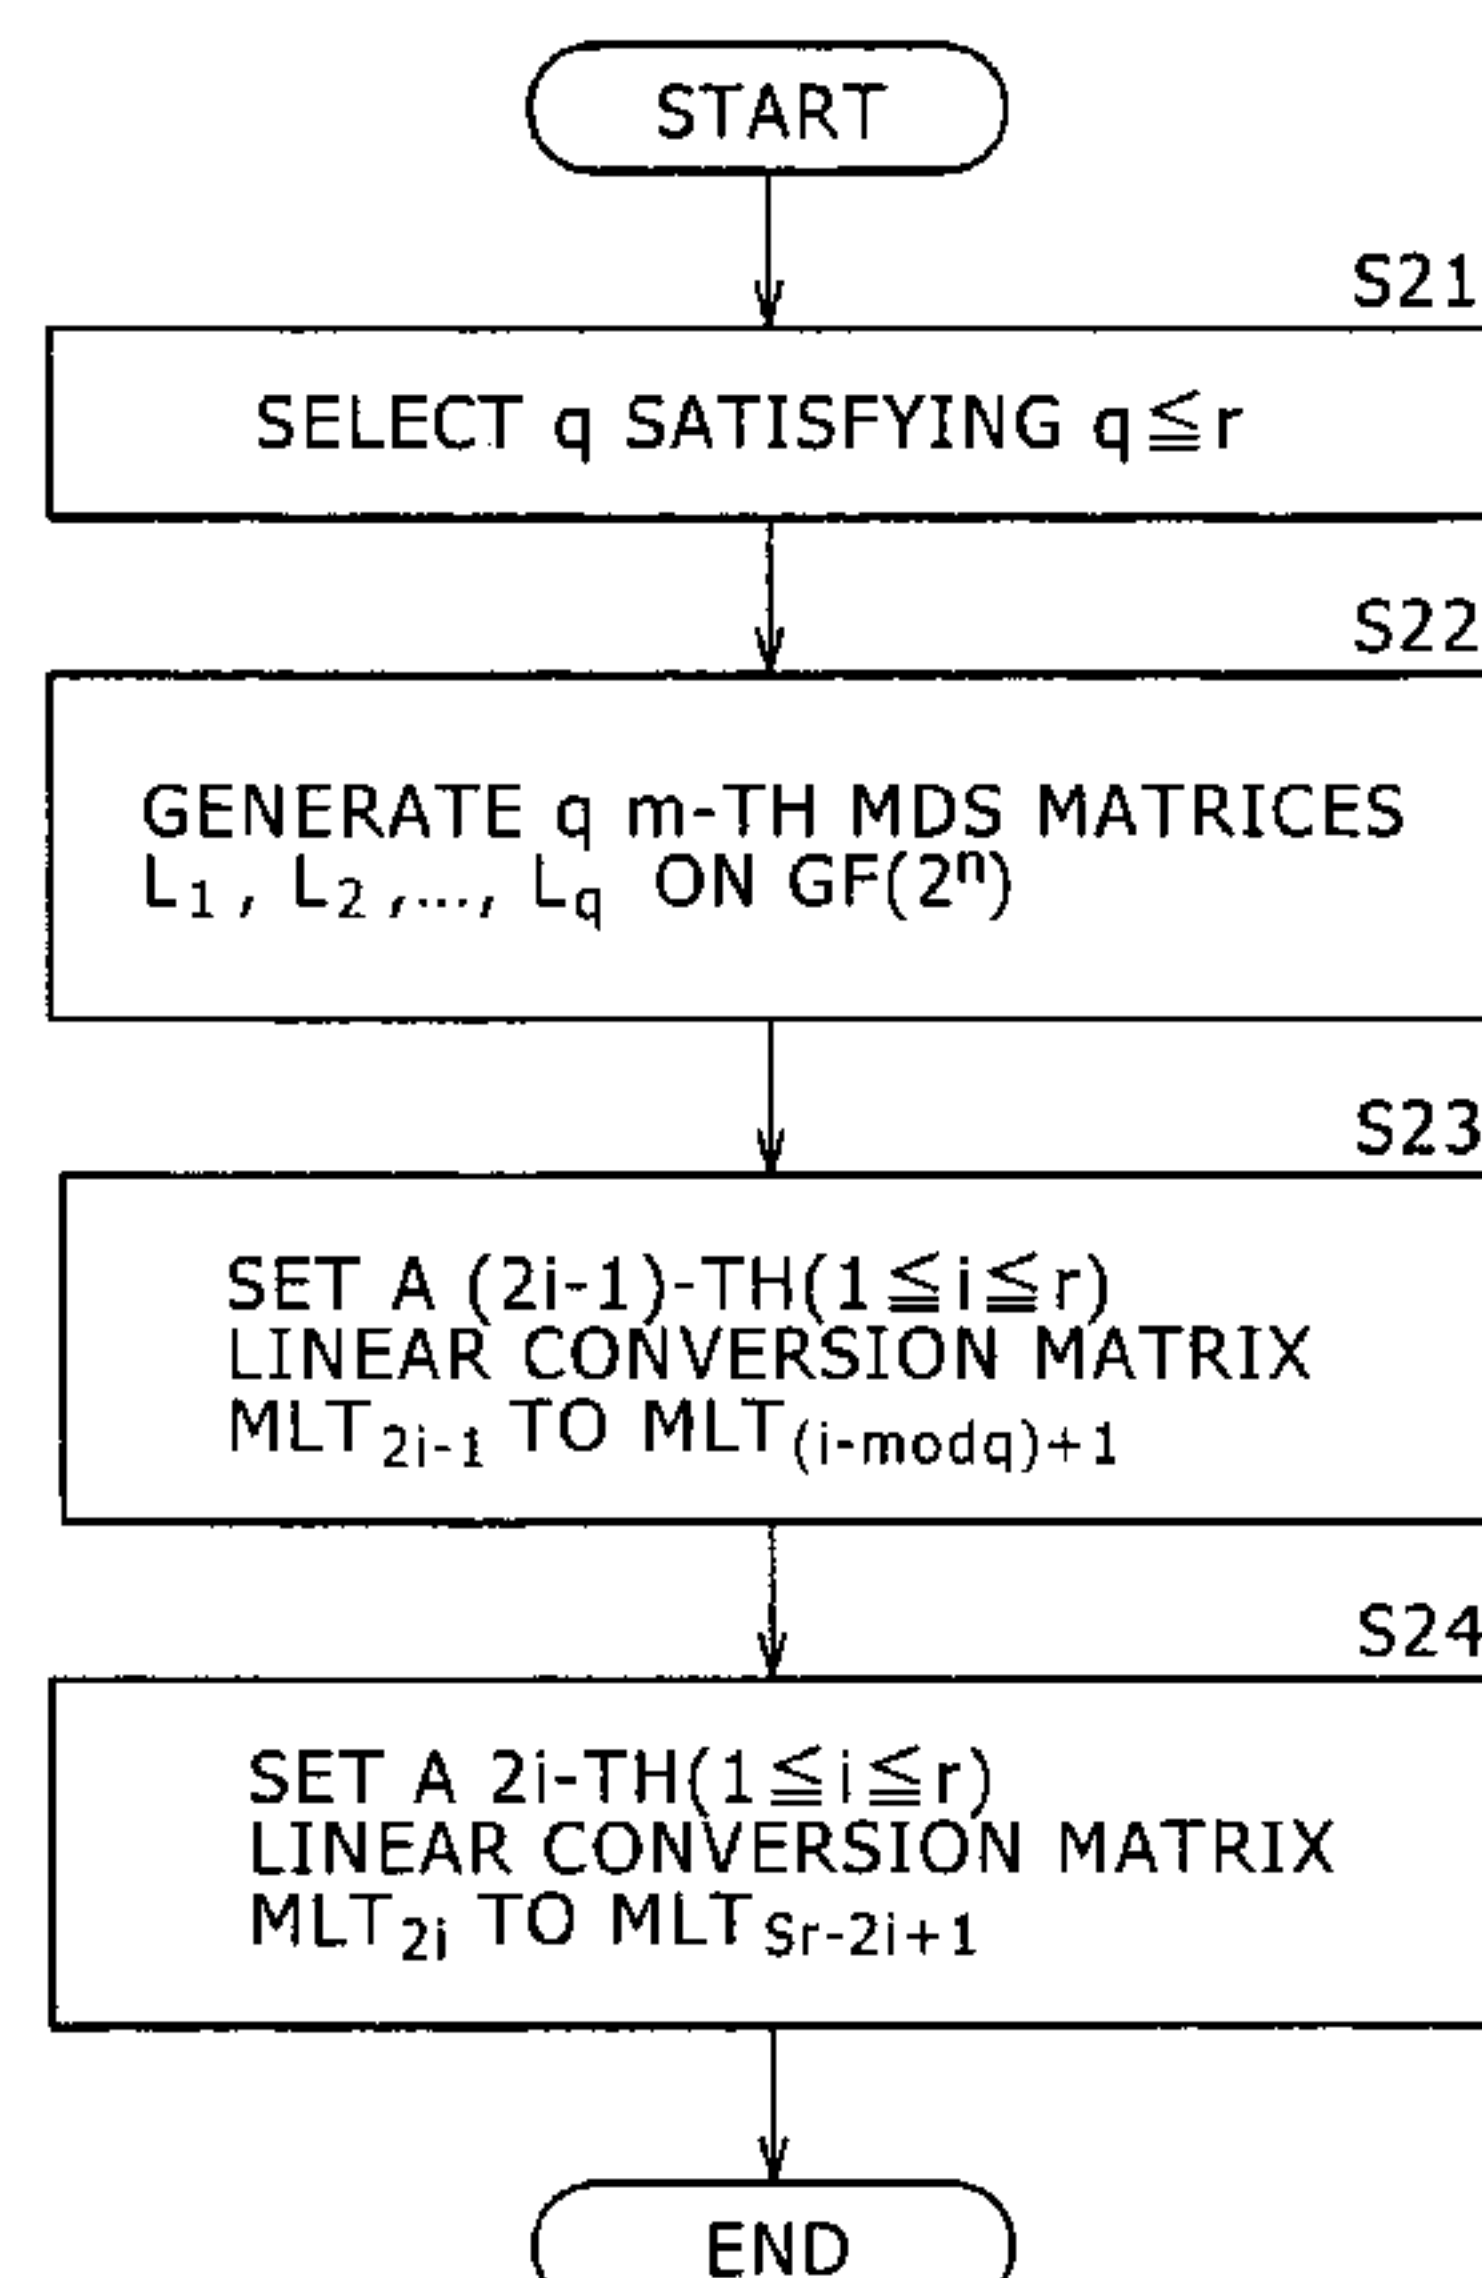 START
S21
SELECT q SATISFYING q≦r
S22
GENERATE q m-TH MDS MATRICES
L₁, L₂,..., Lq ON GF(2ⁿ)
S23
SET A (2i-1)-TH(1≦i≦r)
LINEAR CONVERSION MATRIX
MLT2i-1 TO MLT(i-modq)+1
S24
SET A 2i-TH(1≦i≦r)
LINEAR CONVERSION MATRIX
MLT2i TO MLTSr-2i+1
END